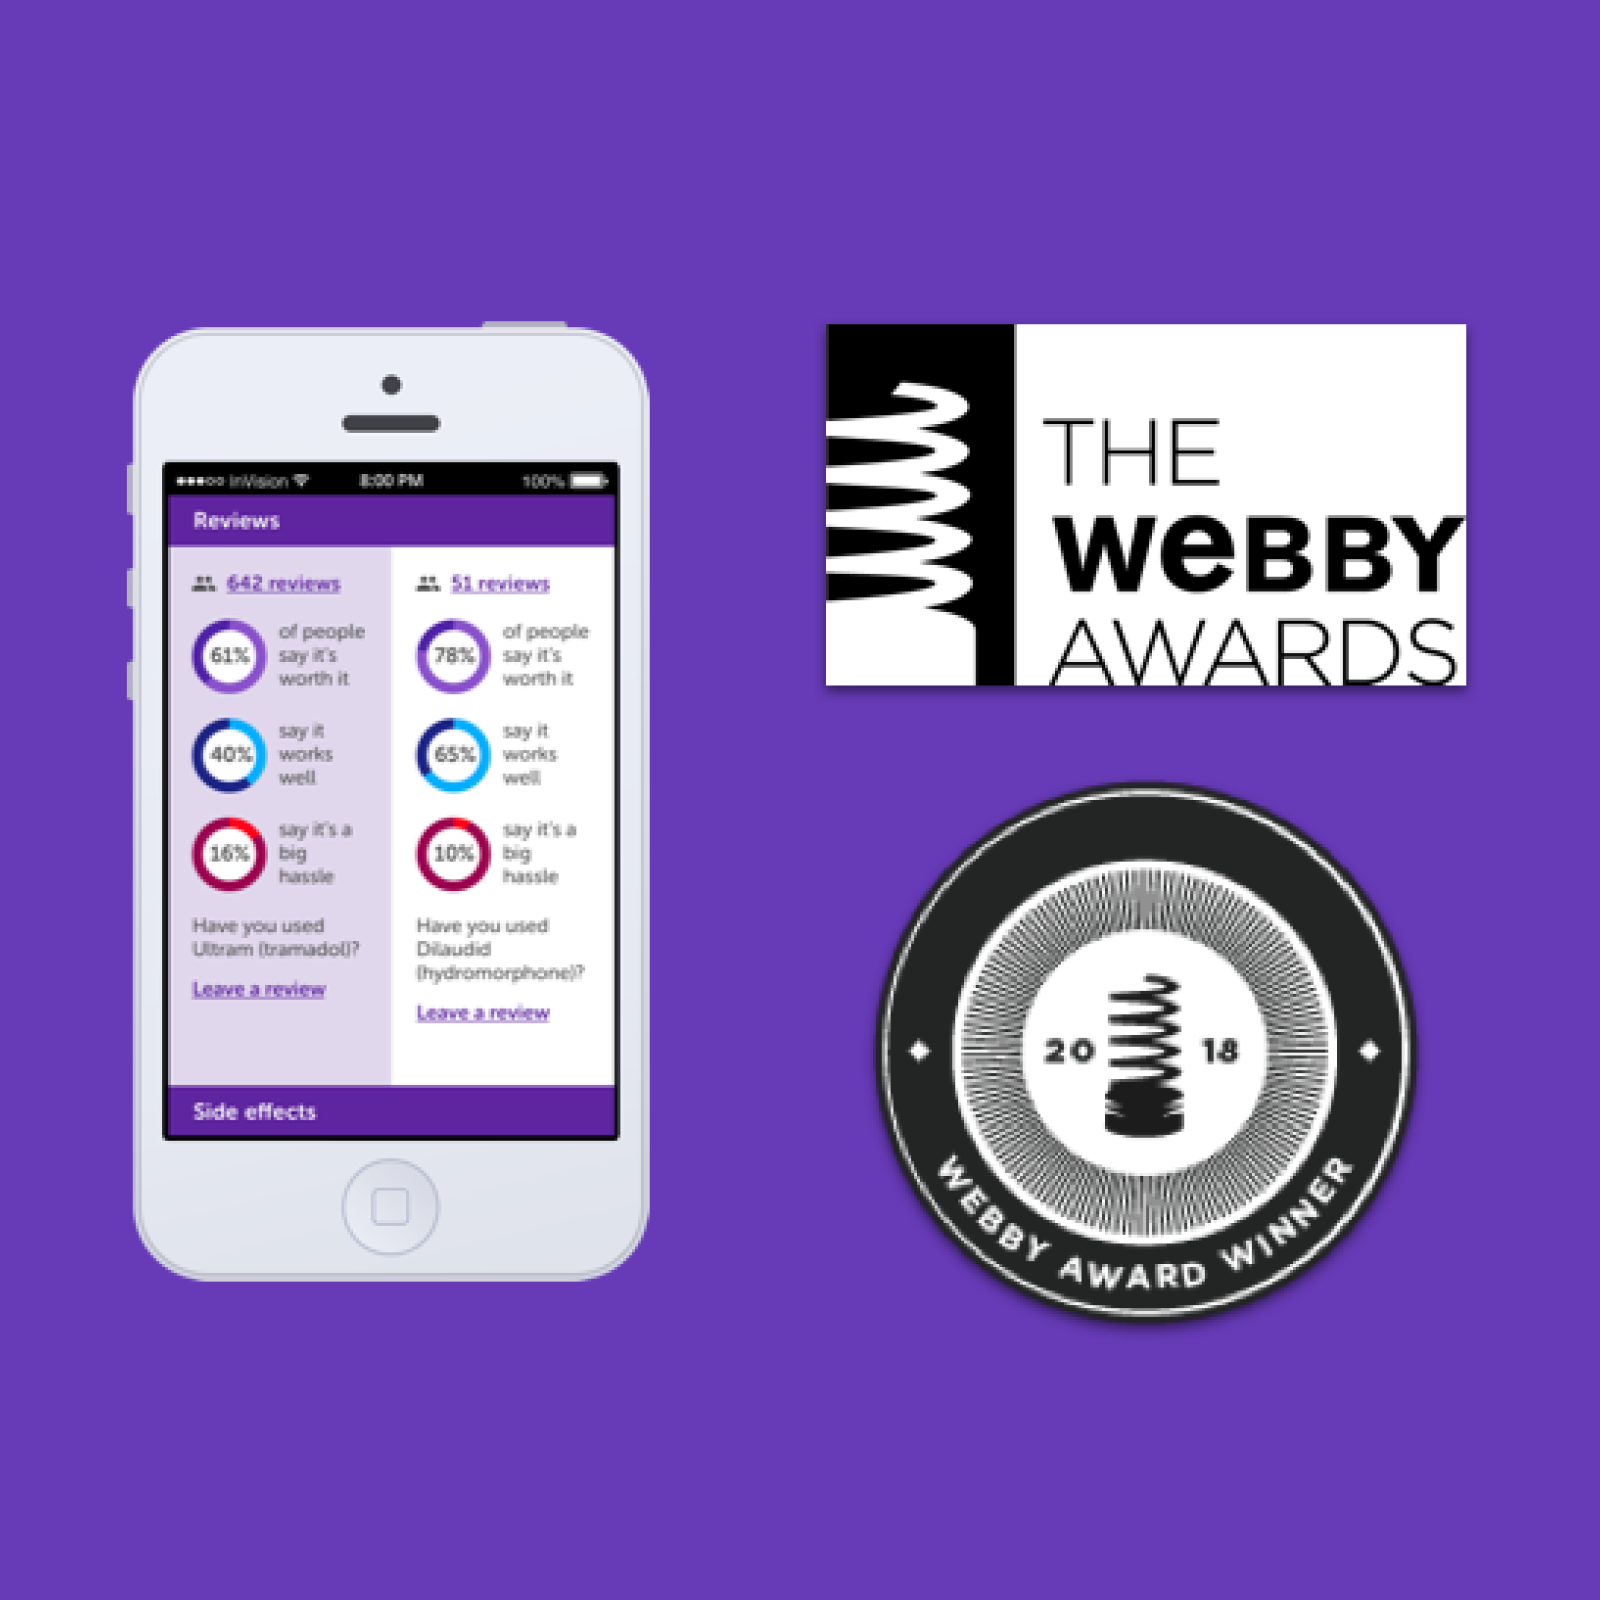 InVision 8:00 PM 100%
Reviews
642 reviews
61%
of people
say it's
worth it
40%
say it
works
well
16%
say it's a
big
hassle
Have you used
Ultram (tramadol)?
Leave a review
51 reviews
78%
of people
say it's
worth it
65%
say it
works
well
10%
say it's a
big
hassle
Have you used
Dilaudid
(hydromorphone)?
Leave a review
Side effects
THE
WeBBY
AWARDS
20 18
WEBBY AWARD WINNER